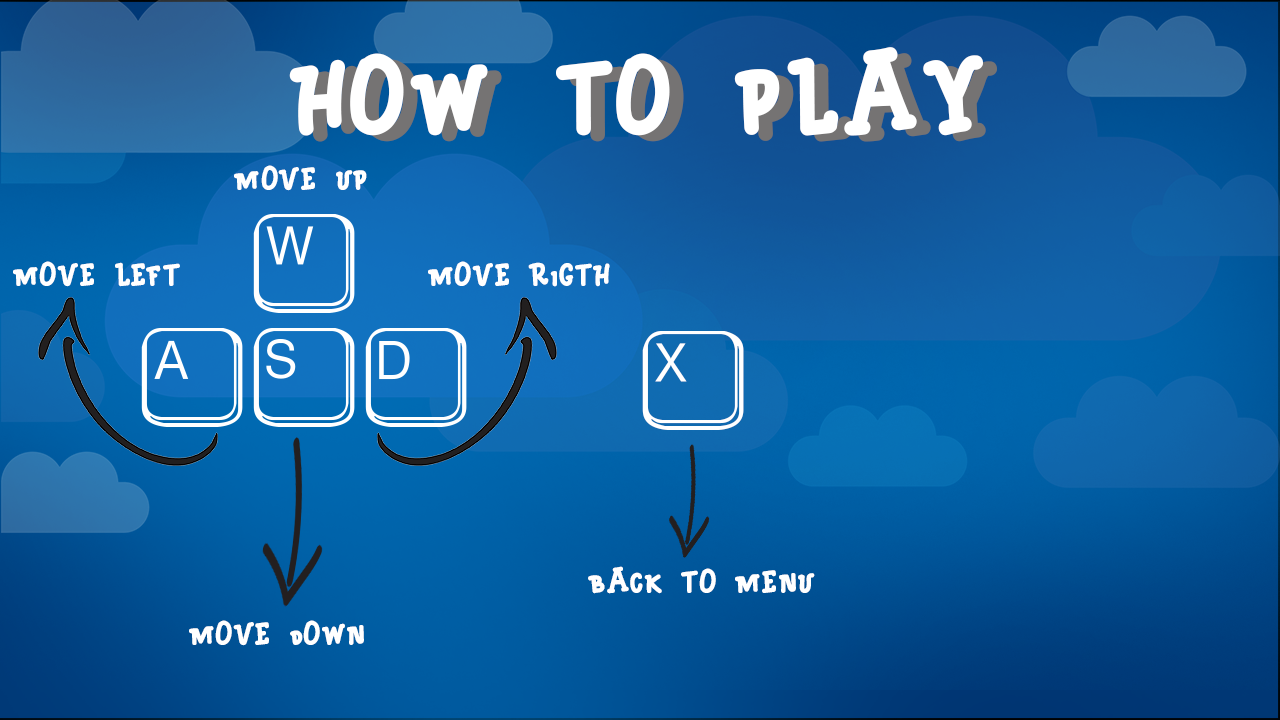 HOW TO PLAY
MOVE UP
W
MOVE LEFT
MOVE RIGTH
A
S
D
X
BACK TO MENU
MOVE DOWN